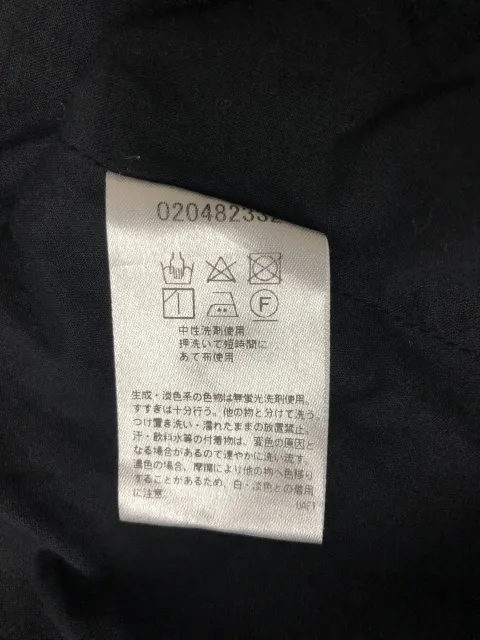 020482332
F
中性洗剤使用
押洗いで短時間に
あて布使用
生成・淡色系の色物は無蛍光洗剤使用。
すすぎは十分行う。他の物と分けて洗う。
つけ置き洗い・濡れたままの放置禁止。
汗・飲料水等の付着物は、変色の原因と
なる場合があるので速やかに洗い流す
濃色の場合、摩擦により他の物へ色移り
することがあるため、白・淡色との着用
に注意
UAF1